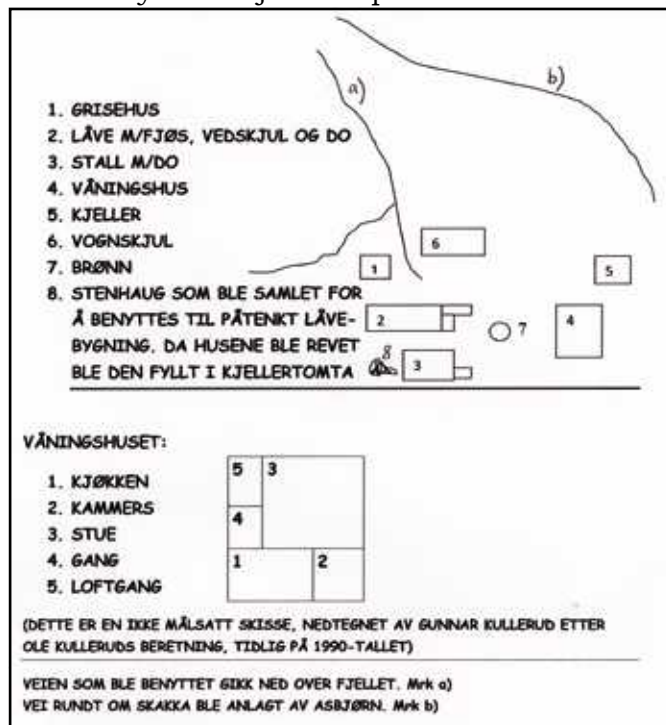 a)
b)
1. GRISEHUS
2. LÅVE M/FJØS, VEDSKJUL OG DO
3. STALL M/DO
4. VÅNINGSHUS
5. KJELLER
6. VOGNSKJUL
7. BRØNN
8. STENHAUG SOM BLE SAMLET FOR
Å BENYTTES TIL PÅTENKT LÅVE-
BYGNING. DA HUSENE BLE REVET
BLE DEN FYLLT I KJELLERTOMTA
6
1
5
2
7
4
8
3
VÅNINGSHUSET:
1. KJØKKEN
2. KAMMERS
3. STUE
4. GANG
5. LOFTGANG
5 3
4
1 2
(DETTE ER EN IKKE MÅLSATT SKISSE, NEDTEGNET AV GUNNAR KULLERUD ETTER
OLE KULLERUDS BERETNING, TIDLIG PÅ 1990-TALLET)
VEIEN SOM BLE BENYTTET GIKK NED OVER FJELLET. Mrk a)
VEI RUNDT OM SKAKKA BLE ANLAGT AV ASBJØRN. Mrk b)